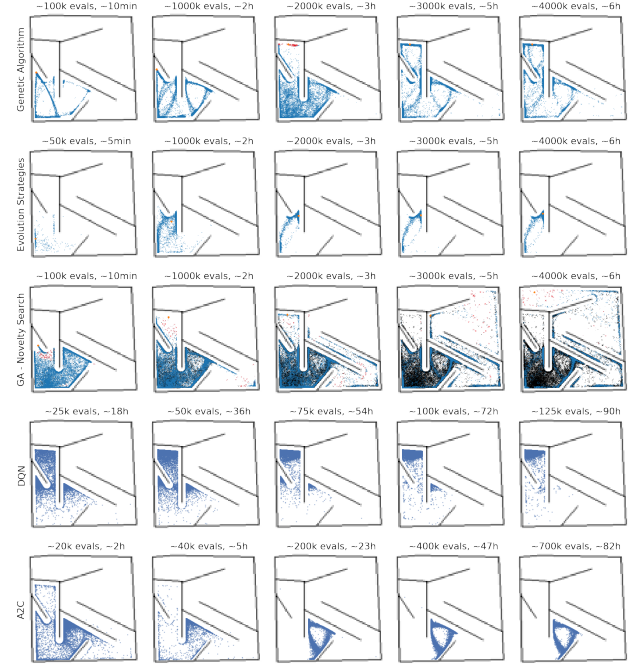 ~100k evals, ~10min ~1000k evals, ~2h ~2000k evals, ~3h ~3000k evals, ~5h ~4000k evals, ~6h
Genetic Algorithm
~50k evals, ~5min ~1000k evals, ~2h ~2000k evals, ~3h ~3000k evals, ~5h ~4000k evals, ~6h
Evolution Strategies
~100k evals, ~10min ~1000k evals, ~2h ~2000k evals, ~3h ~3000k evals, ~5h ~4000k evals, ~6h
GA - Novelty Search
~25k evals, ~18h ~50k evals, ~36h ~75k evals, ~54h ~100k evals, ~72h ~125k evals, ~90h
DQN
~20k evals, ~2h ~40k evals, ~5h ~200k evals, ~23h ~400k evals, ~47h ~700k evals, ~82h
A2C